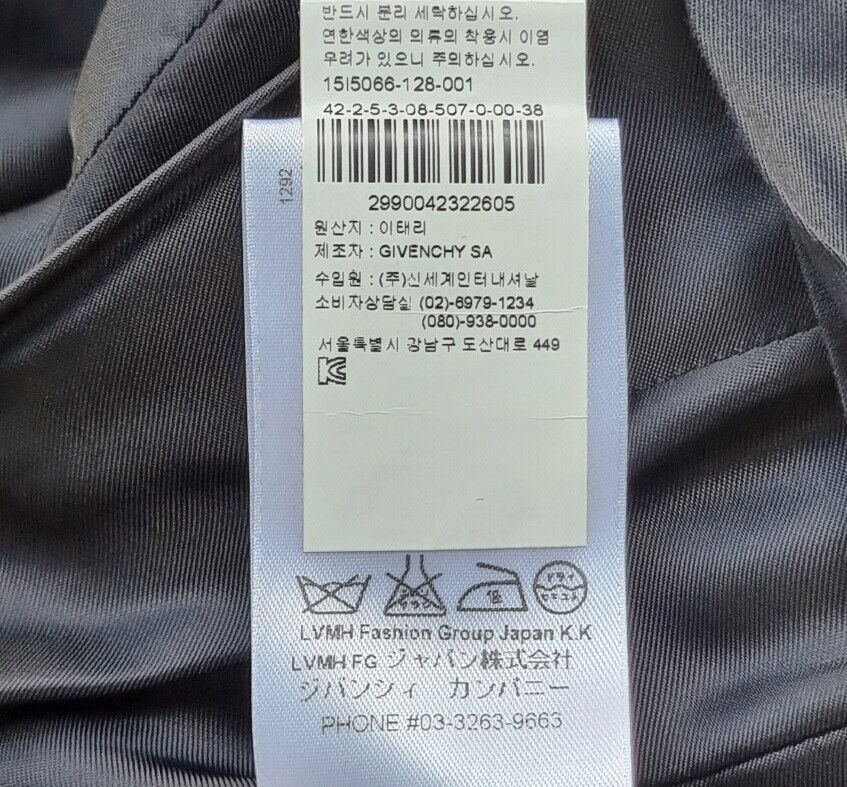 반드시 분리 세탁하십시오.
연한색상의 의류의 착용시 이염
우려가 있으니 주의하십시오.
15I5066-128-001
42-2-5-3-08-507-0-00-38
1292
2990042322605
원산지 : 이태리
제조자 : GIVENCHY SA
수입원 : (주)신세계인터내셔날
소비자상담실 (02)-6979-1234
(080)-938-0000
서울특별시 강남구 도산대로 449
LVMH Fashion Group Japan K.K
LVMH FG ジャパン株式会社
ジバンシィ カンパニー
PHONE #03-3263-9663